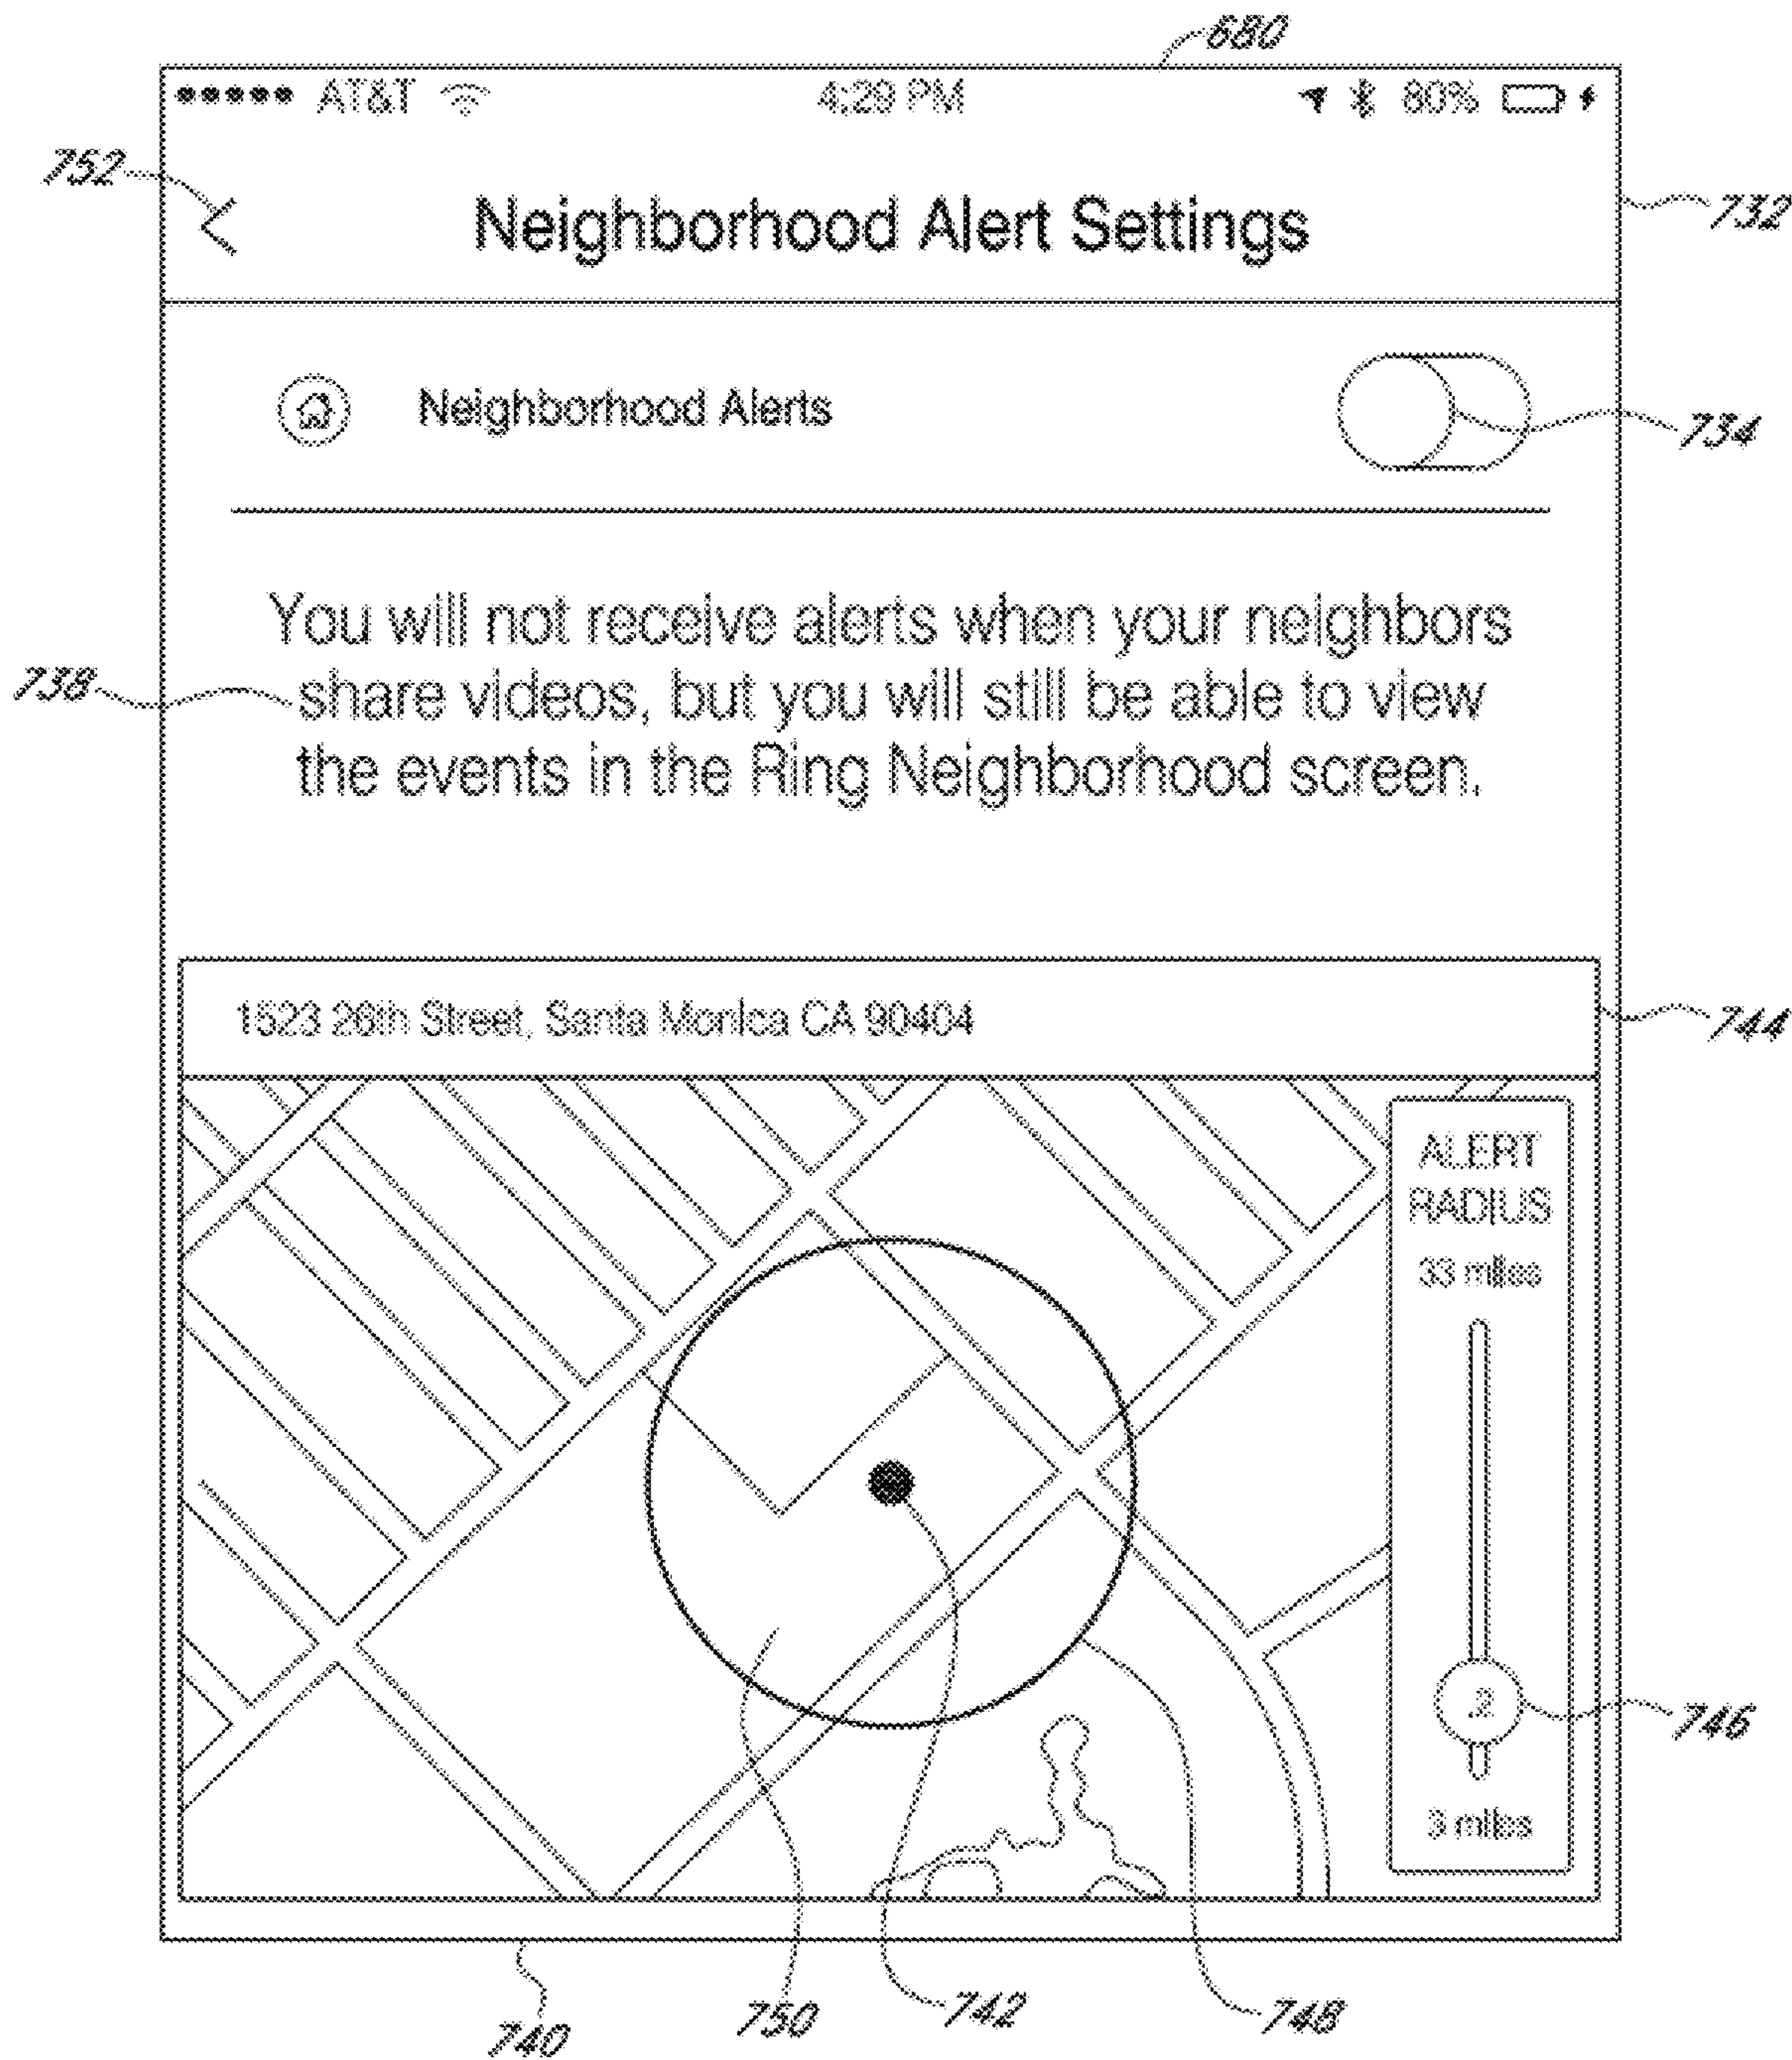 680
AT&T 4:29 PM 80%
752
Neighborhood Alert Settings
732
Neighborhood Alerts
734
You will not receive alerts when your neighbors
738
share videos, but you will still be able to view
the events in the Ring Neighborhood screen.
1523 26th Street, Santa Monica CA 90404
744
ALERT
RADIUS
33 miles
.2
746
3 miles
740
750
742
748